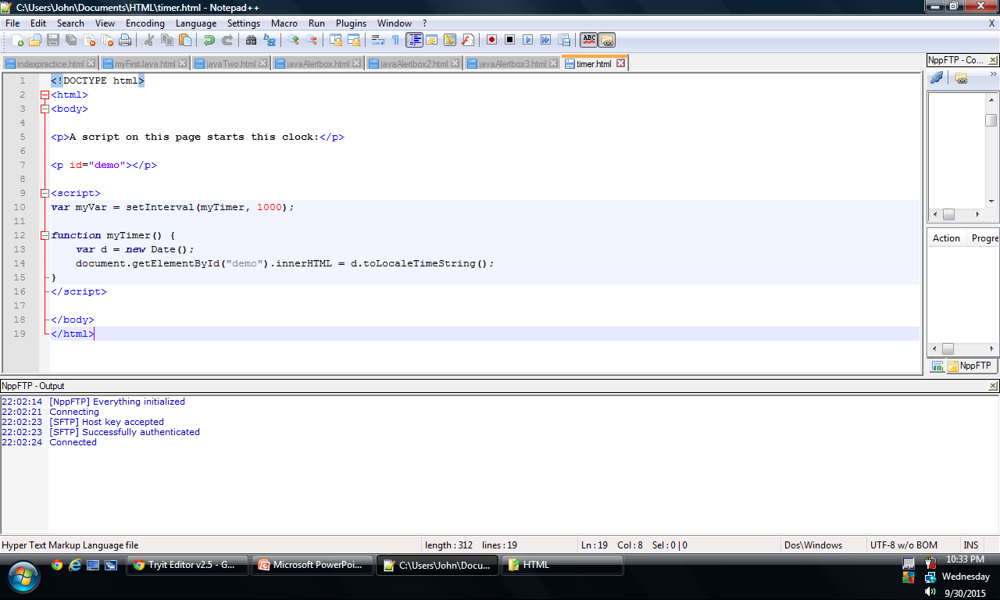 C:\Users\John\Documents\HTML\timer.html - Notepad++
File Edit Search View Encoding Language Settings Macro Run Plugins Window ? X
indexpractice.html myFirstJava.html javaTwo.html javaAlertbox.html javaAlertbox2.html javaAlertbox3.html timer.html
NppFTP - Co...
1 <!DOCTYPE html>
2 <html>
3 <body>
4
5 <p>A script on this page starts this clock:</p>
6
7 <p id="demo"></p>
8
9 <script>
10 var myVar = setInterval(myTimer, 1000);
11
12 function myTimer() {
13     var d = new Date();
14     document.getElementById("demo").innerHTML = d.toLocaleTimeString();
15 }
16 </script>
17
18 </body>
19 </html>
Action Progre
NppFTP
NppFTP - Output
22:02:14 [NppFTP] Everything initialized
22:02:21 Connecting
22:02:23 [SFTP] Host key accepted
22:02:23 [SFTP] Successfully authenticated
22:02:24 Connected
Hyper Text Markup Language file length : 312 lines : 19 Ln : 19 Col : 8 Sel : 0 | 0 Dos\Windows UTF-8 w/o BOM INS
Tryit Editor v2.5 - G... Microsoft PowerPoi... C:\Users\John\Docu... HTML
10:33 PM
Wednesday
9/30/2015